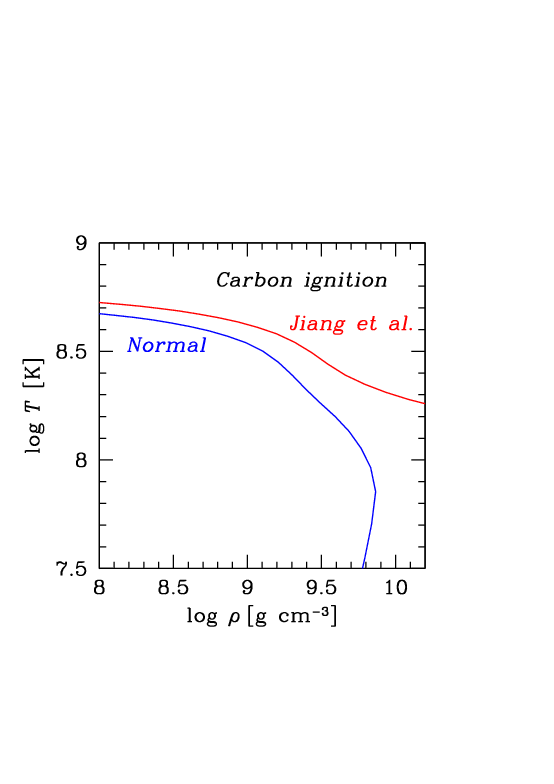 9
Carbon ignition
Jiang et al.
Normal
8.5
8
7.5
log T [K]
8 8.5 9 9.5 10
log ρ [g cm⁻³]